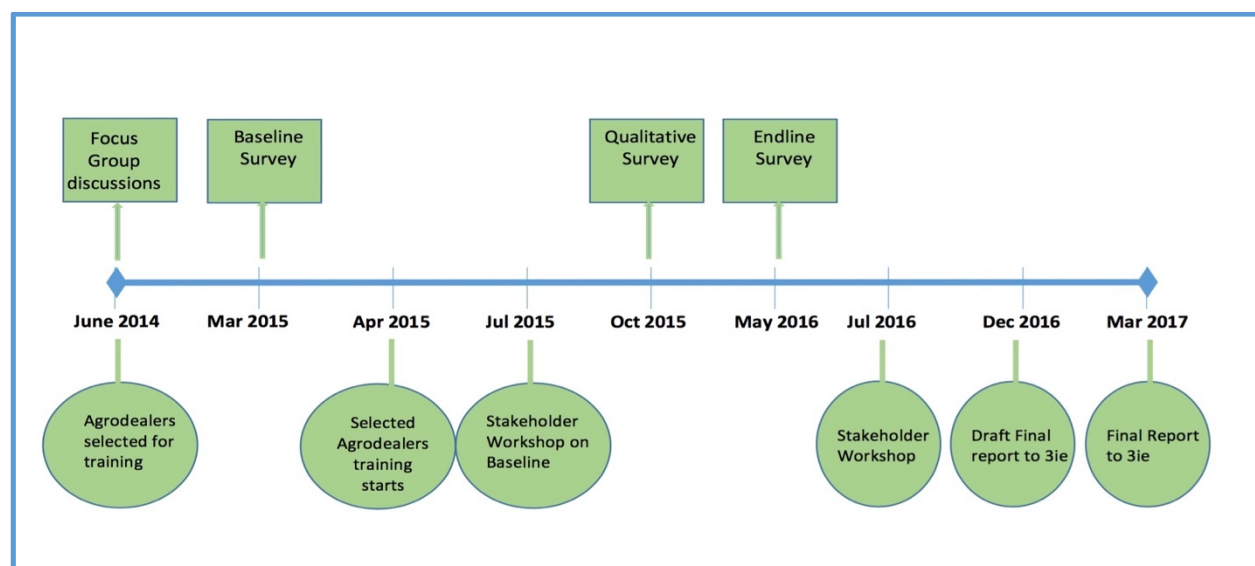 Focus
Group
discussions
Baseline
Survey
Qualitative
Survey
Endline
Survey
June 2014
Mar 2015
Apr 2015
Jul 2015
Oct 2015
May 2016
Jul 2016
Dec 2016
Mar 2017
Agrodealers
selected for
training
Selected
Agrodealers
training
starts
Stakeholder
Workshop on
Baseline
Stakeholder
Workshop
Draft Final
report to 3ie
Final Report
to 3ie